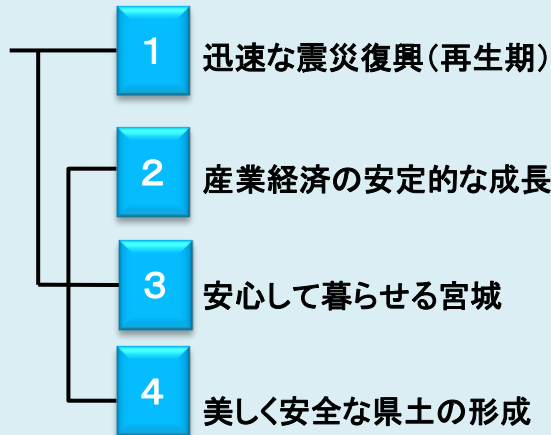 1 迅速な震災復興(再生期)
2 産業経済の安定的な成長
3 安心して暮らせる宮城
4 美しく安全な県土の形成